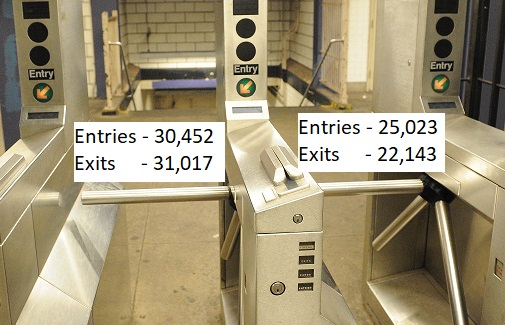 Entry
Entry
Entry
Entries - 30,452
Exits - 31,017
Entries - 25,023
Exits - 22,143